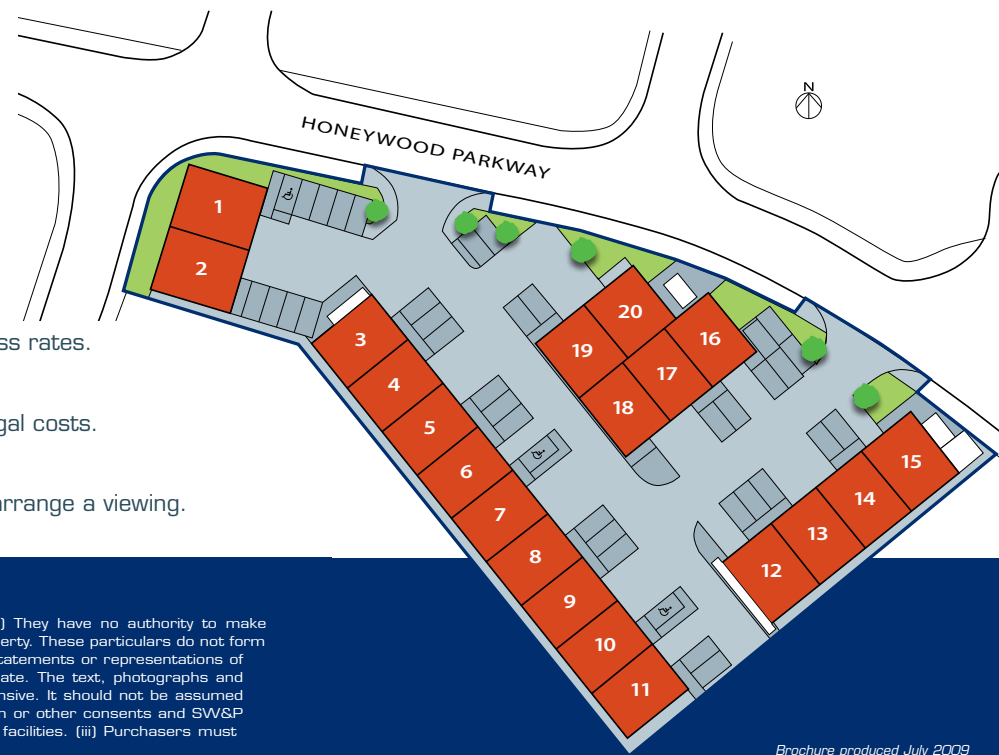 N
HONEYWOOD PARKWAY
1
2
3
4
5
6
7
8
9
10
11
12
13
14
15
16
17
18
19
20
ss rates.
gal costs.
arrange a viewing.
) They have no authority to make
erty. These particulars do not form
tatements or representations of
ate. The text, photographs and
nsive. It should not be assumed
n or other consents and SW&P
facilities. (iii) Purchasers must
Brochure produced July 2009